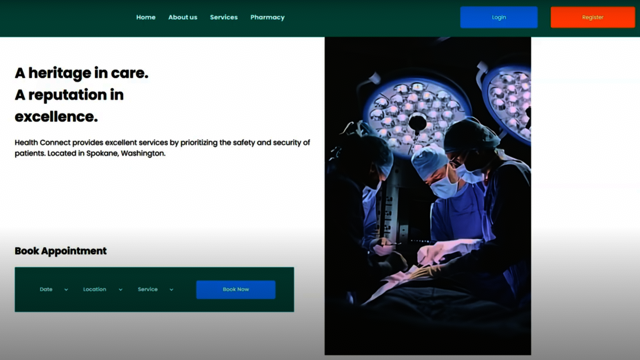 Home About us Services Pharmacy Login Register
A heritage in care.
A reputation in
excellence.
Health Connect provides excellent services by prioritizing the safety and security of
patients. Located in Spokane, Washington.
Book Appointment
Date Location Service Book Now